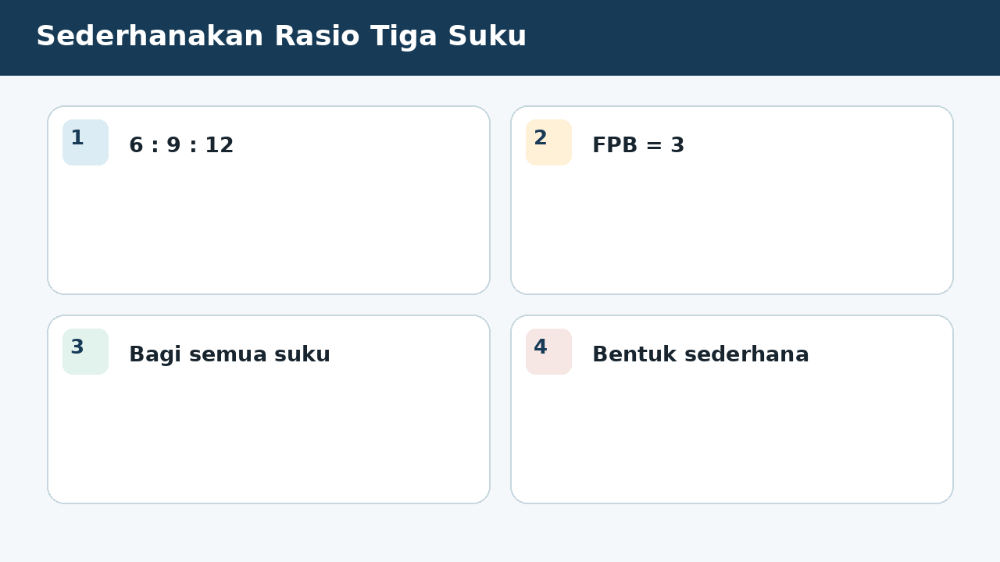 Sederhanakan Rasio Tiga Suku
1
6 : 9 : 12
2
FPB = 3
3
Bagi semua suku
4
Bentuk sederhana